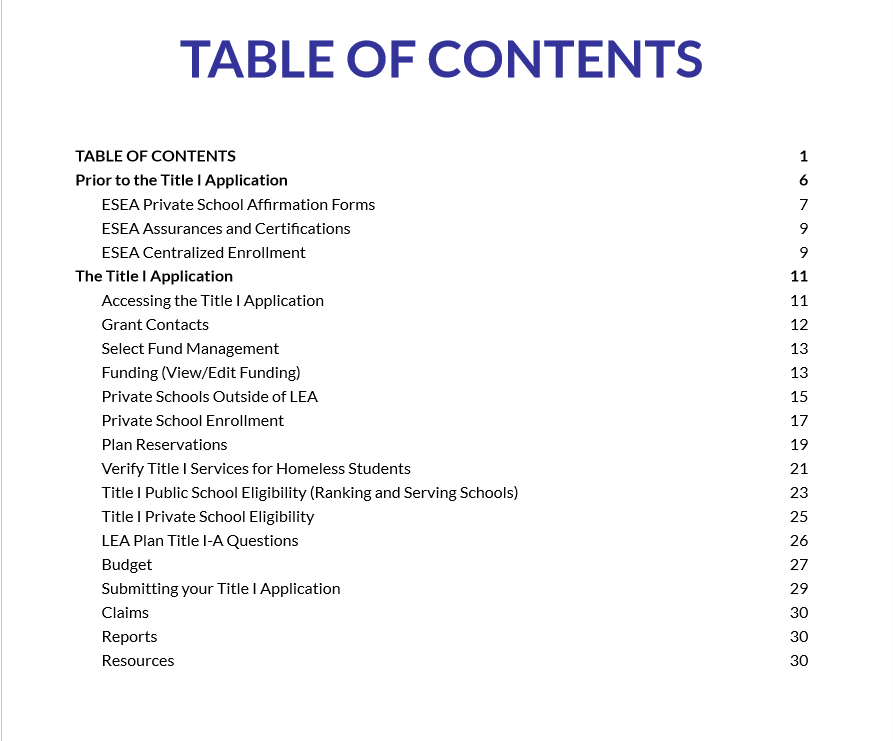 TABLE OF CONTENTS
TABLE OF CONTENTS 1
Prior to the Title I Application 6
ESEA Private School Affirmation Forms 7
ESEA Assurances and Certifications 9
ESEA Centralized Enrollment 9
The Title I Application 11
Accessing the Title I Application 11
Grant Contacts 12
Select Fund Management 13
Funding (View/Edit Funding) 13
Private Schools Outside of LEA 15
Private School Enrollment 17
Plan Reservations 19
Verify Title I Services for Homeless Students 21
Title I Public School Eligibility (Ranking and Serving Schools) 23
Title I Private School Eligibility 25
LEA Plan Title I-A Questions 26
Budget 27
Submitting your Title I Application 29
Claims 30
Reports 30
Resources 30